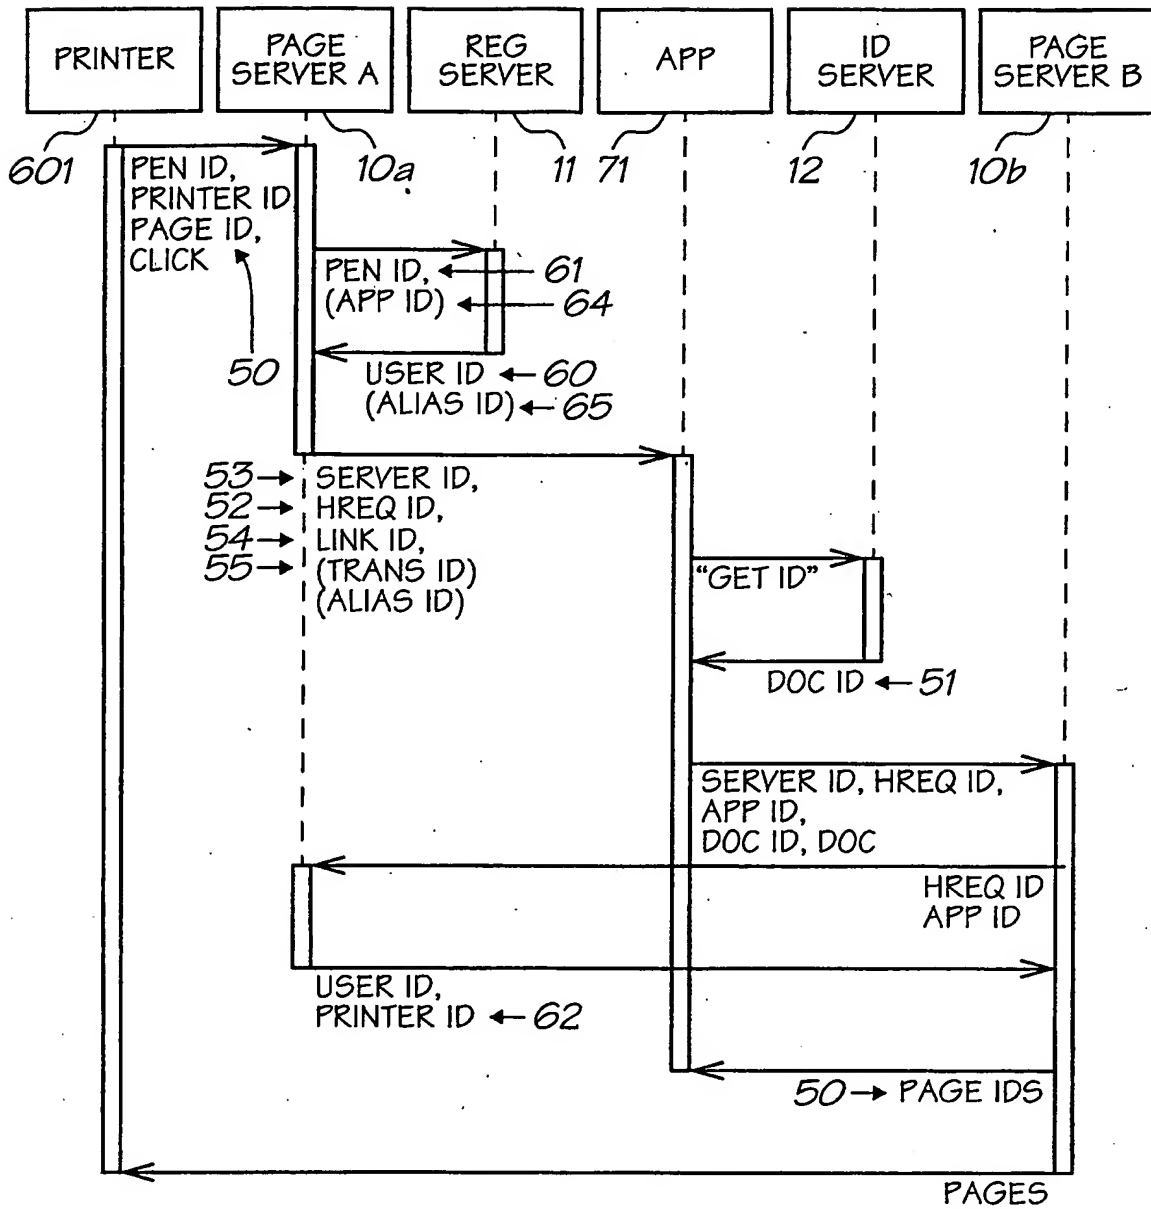 PRINTER
PAGE
SERVER A
REG
SERVER
APP
ID
SERVER
PAGE
SERVER B
601
10a
11
71
12
10b
PEN ID,
PRINTER ID
PAGE ID,
CLICK
50
PEN ID, 61
(APP ID) 64
USER ID 60
(ALIAS ID) 65
53 SERVER ID,
52 HREQ ID,
54 LINK ID,
55 (TRANS ID)
(ALIAS ID)
"GET ID"
DOC ID 51
SERVER ID, HREQ ID,
APP ID,
DOC ID, DOC
HREQ ID
APP ID
USER ID,
PRINTER ID 62
50 PAGE IDS
PAGES